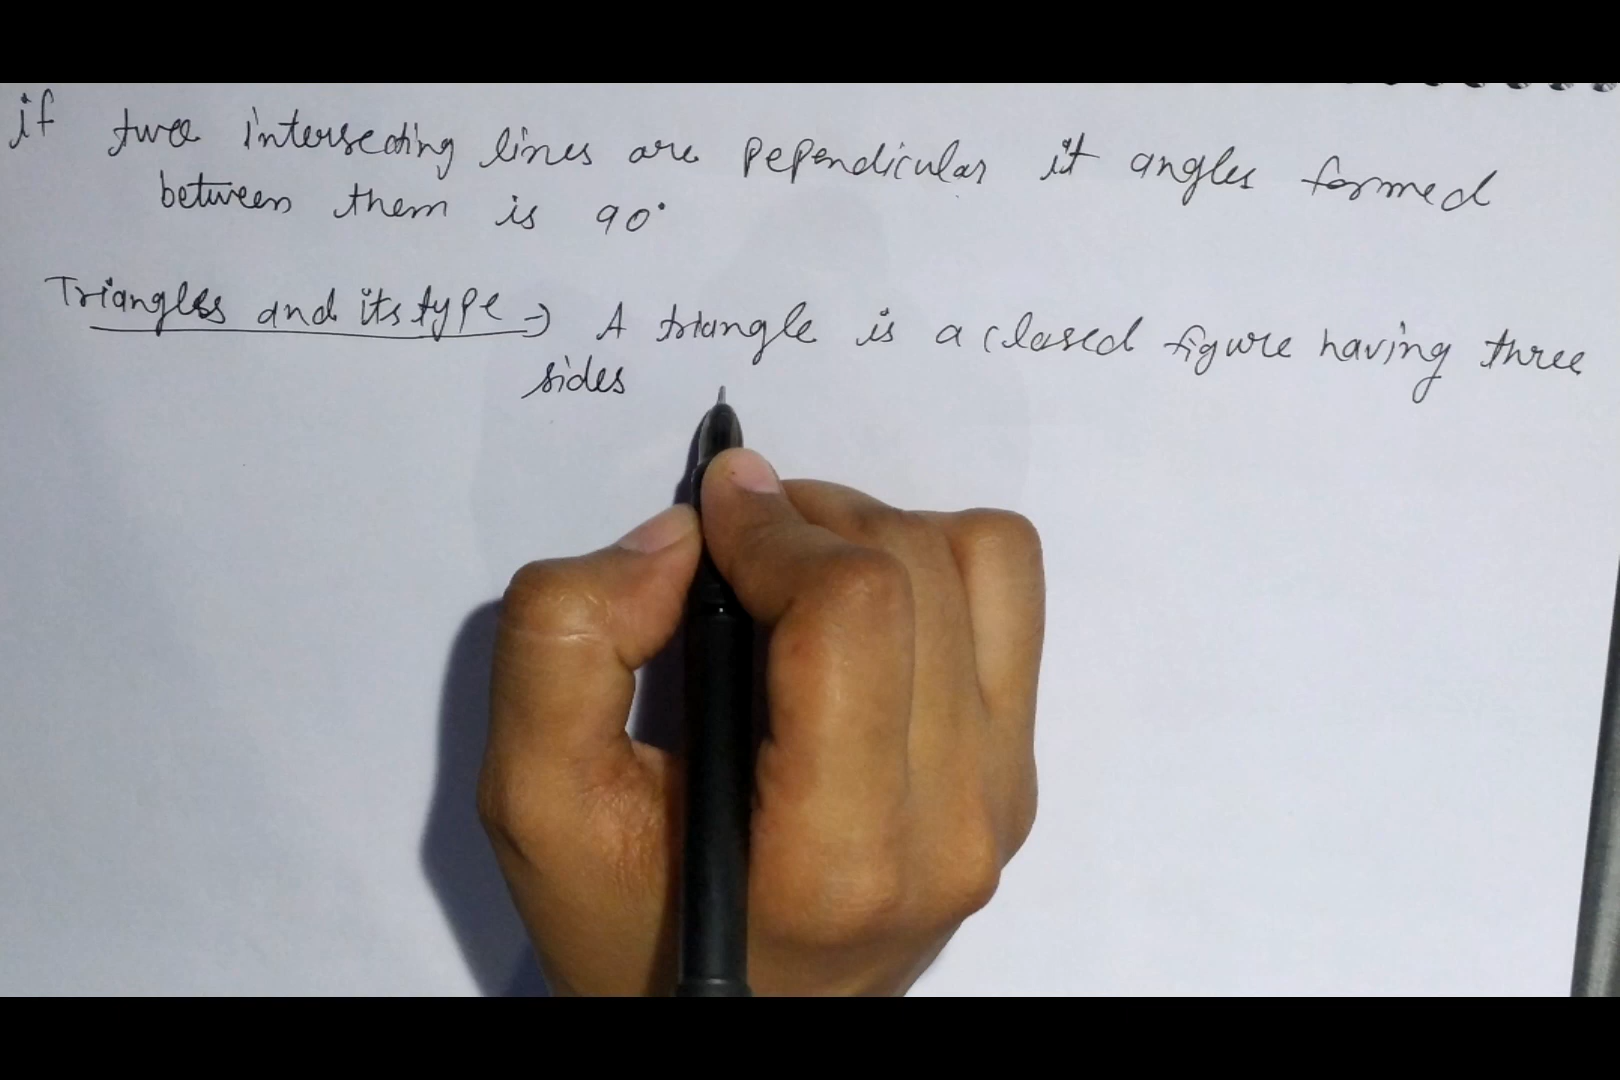 if two intersecting lines are pependicular it angles formed
between them is 90°
Triangles and its type → A triangle is a closed figure having three
sides